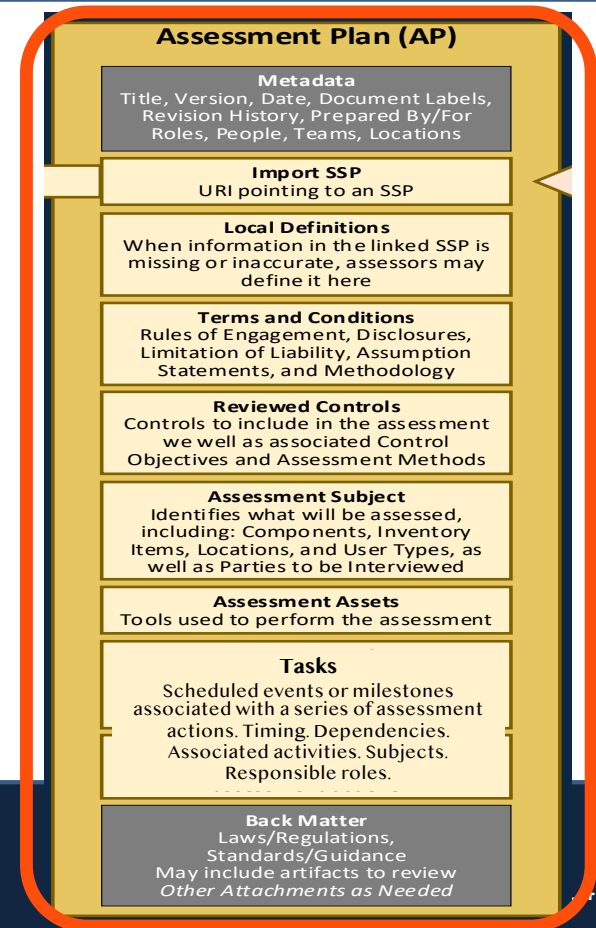 Assessment Plan (AP)
Metadata
Title, Version, Date, Document Labels,
Revision History, Prepared By/For
Roles, People, Teams, Locations
Import SSP
URI pointing to an SSP
Local Definitions
When information in the linked SSP is
missing or inaccurate, assessors may
define it here
Terms and Conditions
Rules of Engagement, Disclosures,
Limitation of Liability, Assumption
Statements, and Methodology
Reviewed Controls
Controls to include in the assessment
we well as associated Control
Objectives and Assessment Methods
Assessment Subject
Identifies what will be assessed,
including: Components, Inventory
Items, Locations, and User Types, as
well as Parties to be Interviewed
Assessment Assets
Tools used to perform the assessment
Tasks
Scheduled events or milestones
associated with a series of assessment
actions. Timing. Dependencies.
Associated activities. Subjects.
Responsible roles.
Back Matter
Laws/Regulations,
Standards/Guidance
May include artifacts to review
Other Attachments as Needed